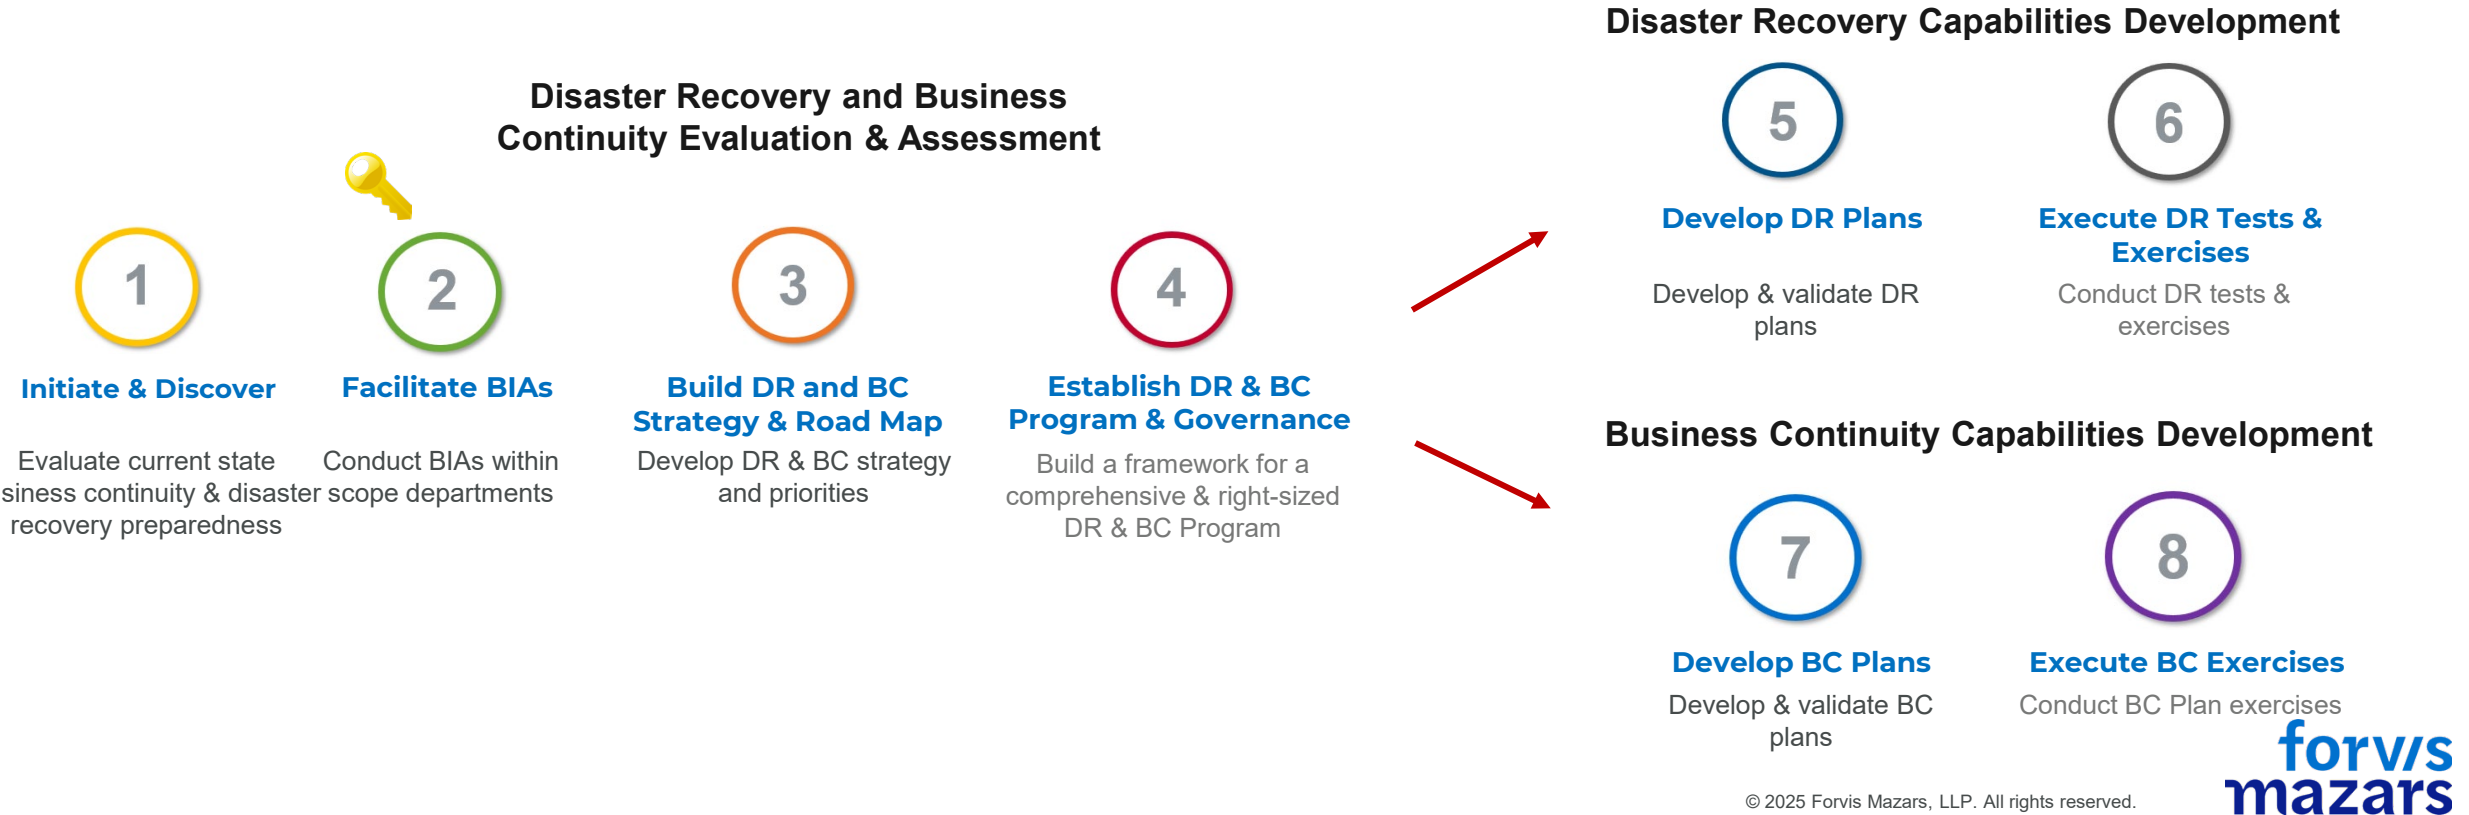 Disaster Recovery and Business
Continuity Evaluation & Assessment
1
Initiate & Discover
Evaluate current state
siness continuity & disaster
recovery preparedness
2
Facilitate BIAs
Conduct BIAs within
scope departments
3
Build DR and BC
Strategy & Road Map
Develop DR & BC strategy
and priorities
4
Establish DR & BC
Program & Governance
Build a framework for a
comprehensive & right-sized
DR & BC Program
Disaster Recovery Capabilities Development
5
Develop DR Plans
Develop & validate DR
plans
6
Execute DR Tests &
Exercises
Conduct DR tests &
exercises
Business Continuity Capabilities Development
7
Develop BC Plans
Develop & validate BC
plans
8
Execute BC Exercises
Conduct BC Plan exercises
© 2025 Forvis Mazars, LLP. All rights reserved.
forvis
mazars